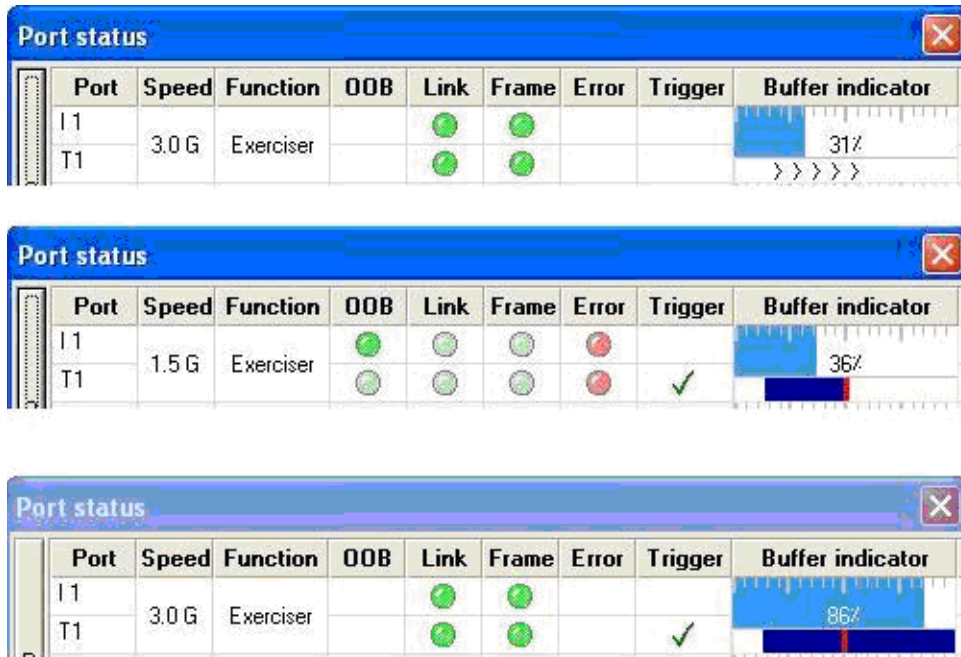 Port status
Port Speed Function OOB Link Frame Error Trigger Buffer indicator
I1
3.0 G Exerciser 31%
T1
> > > > >
Port status
Port Speed Function OOB Link Frame Error Trigger Buffer indicator
I1
1.5 G Exerciser 36%
T1
Port status
Port Speed Function OOB Link Frame Error Trigger Buffer indicator
I1
3.0 G Exerciser 86%
T1